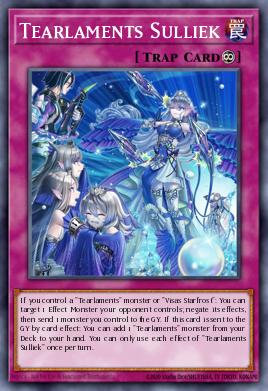 Tearlaments Sulliek
TRAP
罠
[Trap Card
]
If you control a "Tearlaments" monster or "Visas Starfrost": You can
target 1 Effect Monster your opponent controls; negate its effects,
then send 1 monster you control to the GY. If this card is sent to the
GY by card effect: You can add 1 "Tearlaments" monster from your
Deck to your hand. You can only use each effect of "Tearlaments
Sulliek" once per turn.